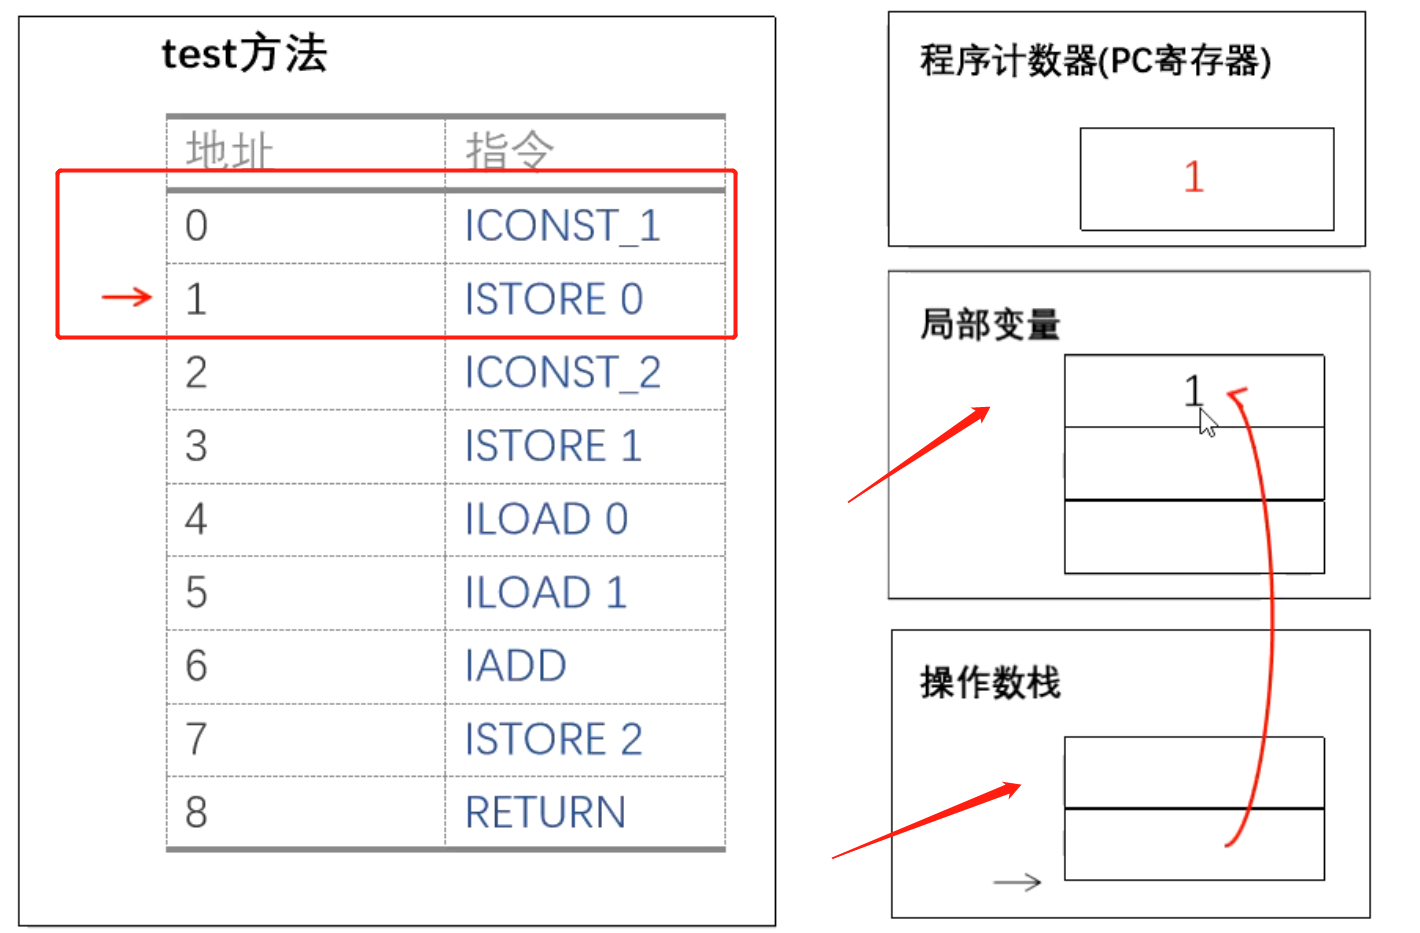 test方法
地址 指令
0 ICONST_1
1 ISTORE 0
2 ICONST_2
3 ISTORE 1
4 ILOAD 0
5 ILOAD 1
6 IADD
7 ISTORE 2
8 RETURN
程序计数器(PC寄存器)
1
局部变量
1
操作数栈